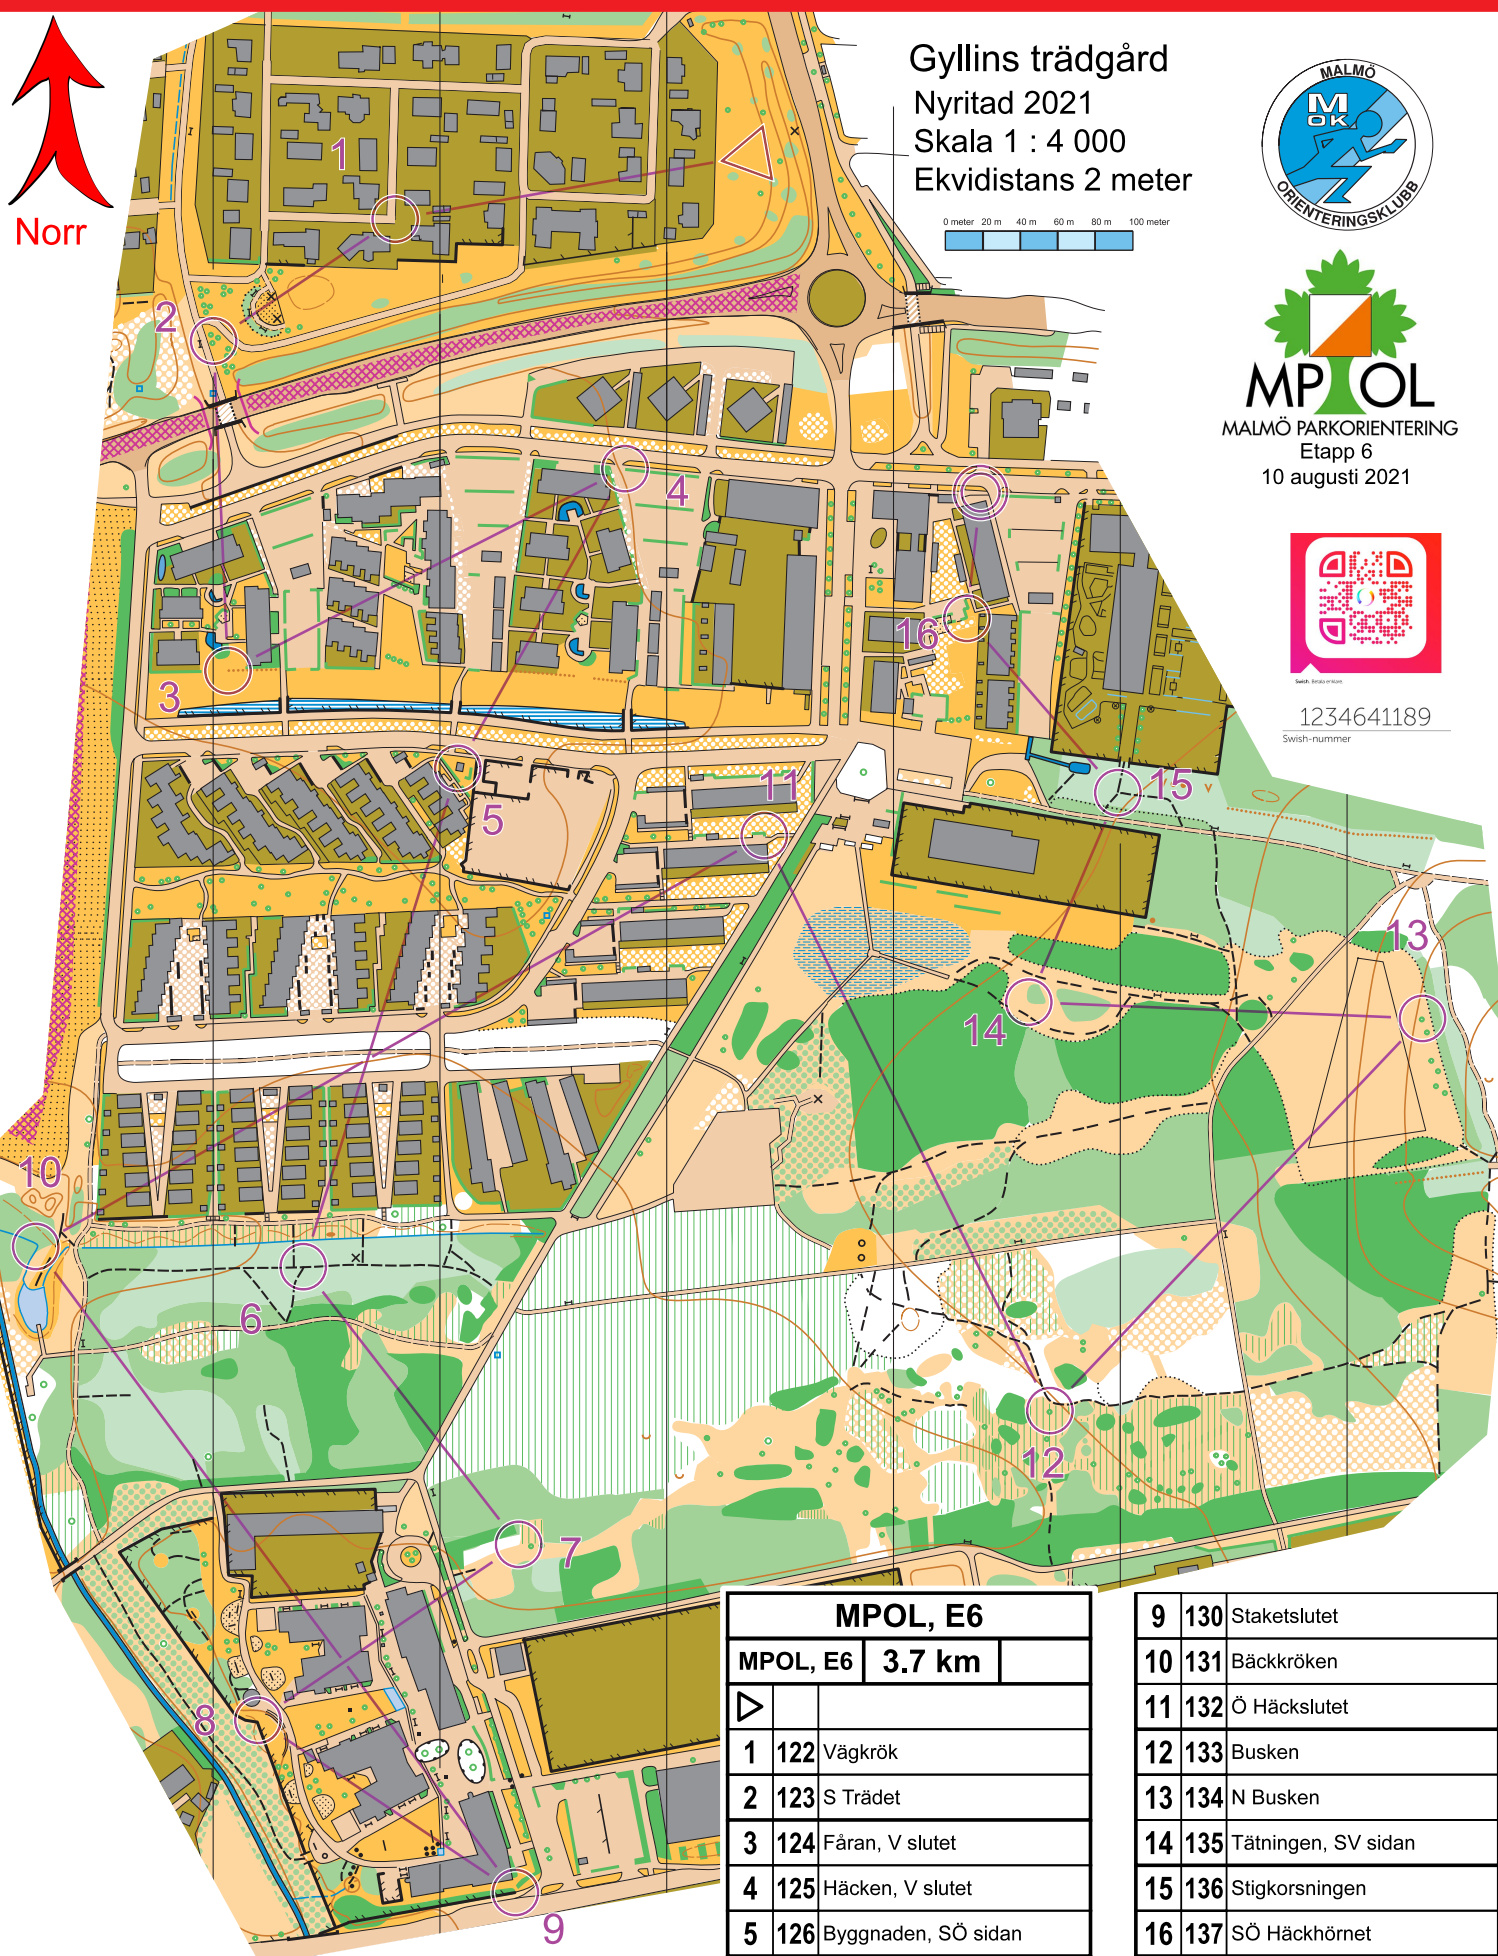 Gyllins trädgård
Nyritad 2021
Skala 1 : 4 000
Ekvidistans 2 meter
0 meter 20 m 40 m 60 m 80 m 100 meter
Norr
MALMÖ
M
OK
ORIENTERINGSKLUBB
MPOL
MALMÖ PARKORIENTERING
Etapp 6
10 augusti 2021
Swish. Betala enklare.
1234641189
Swish-nummer
1
2
3
4
5
6
7
8
9
10
11
12
13
14
15
16
MPOL, E6
MPOL, E6 3.7 km
1 122 Vägkrök
2 123 S Trädet
3 124 Fåran, V slutet
4 125 Häcken, V slutet
5 126 Byggnaden, SÖ sidan
9 130 Staketslutet
10 131 Bäckkröken
11 132 Ö Häckslutet
12 133 Busken
13 134 N Busken
14 135 Tätningen, SV sidan
15 136 Stigkorsningen
16 137 SÖ Häckhörnet